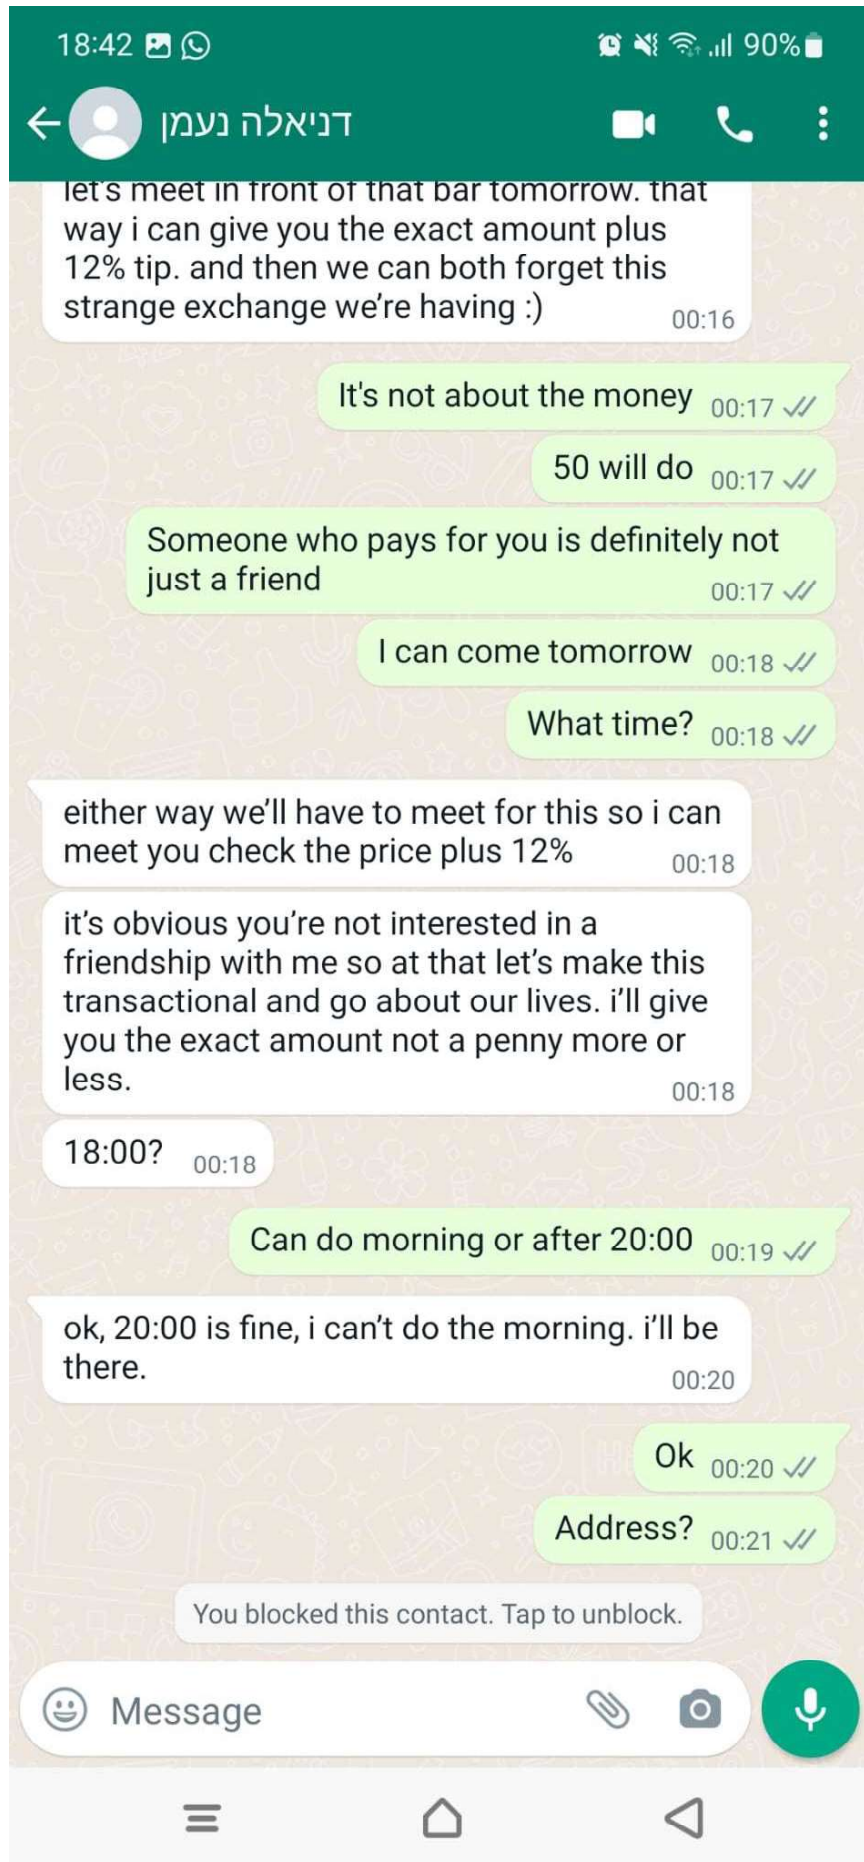 18:42
90%
דניאלה נעמן
let's meet in front of that bar tomorrow. that
way i can give you the exact amount plus
12% tip. and then we can both forget this
strange exchange we're having :)
00:16
It's not about the money 00:17
50 will do 00:17
Someone who pays for you is definitely not
just a friend
00:17
I can come tomorrow 00:18
What time? 00:18
either way we'll have to meet for this so i can
meet you check the price plus 12%
00:18
it's obvious you're not interested in a
friendship with me so at that let's make this
transactional and go about our lives. i'll give
you the exact amount not a penny more or
less.
00:18
18:00? 00:18
Can do morning or after 20:00 00:19
ok, 20:00 is fine, i can't do the morning. i'll be
there.
00:20
Ok 00:20
Address? 00:21
You blocked this contact. Tap to unblock.
Message